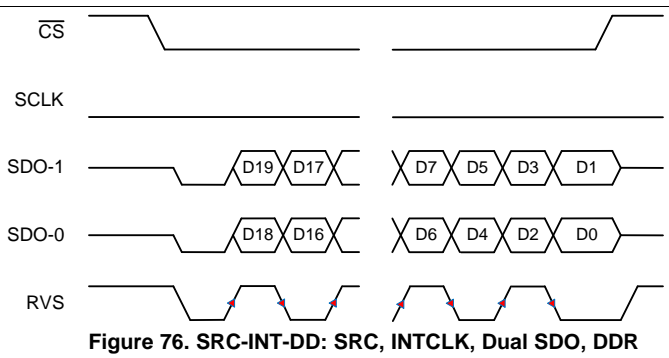 CS
SCLK
SDO-1 D19 D17 D7 D5 D3 D1
SDO-0 D18 D16 D6 D4 D2 D0
RVS
Figure 76. SRC-INT-DD: SRC, INTCLK, Dual SDO, DDR